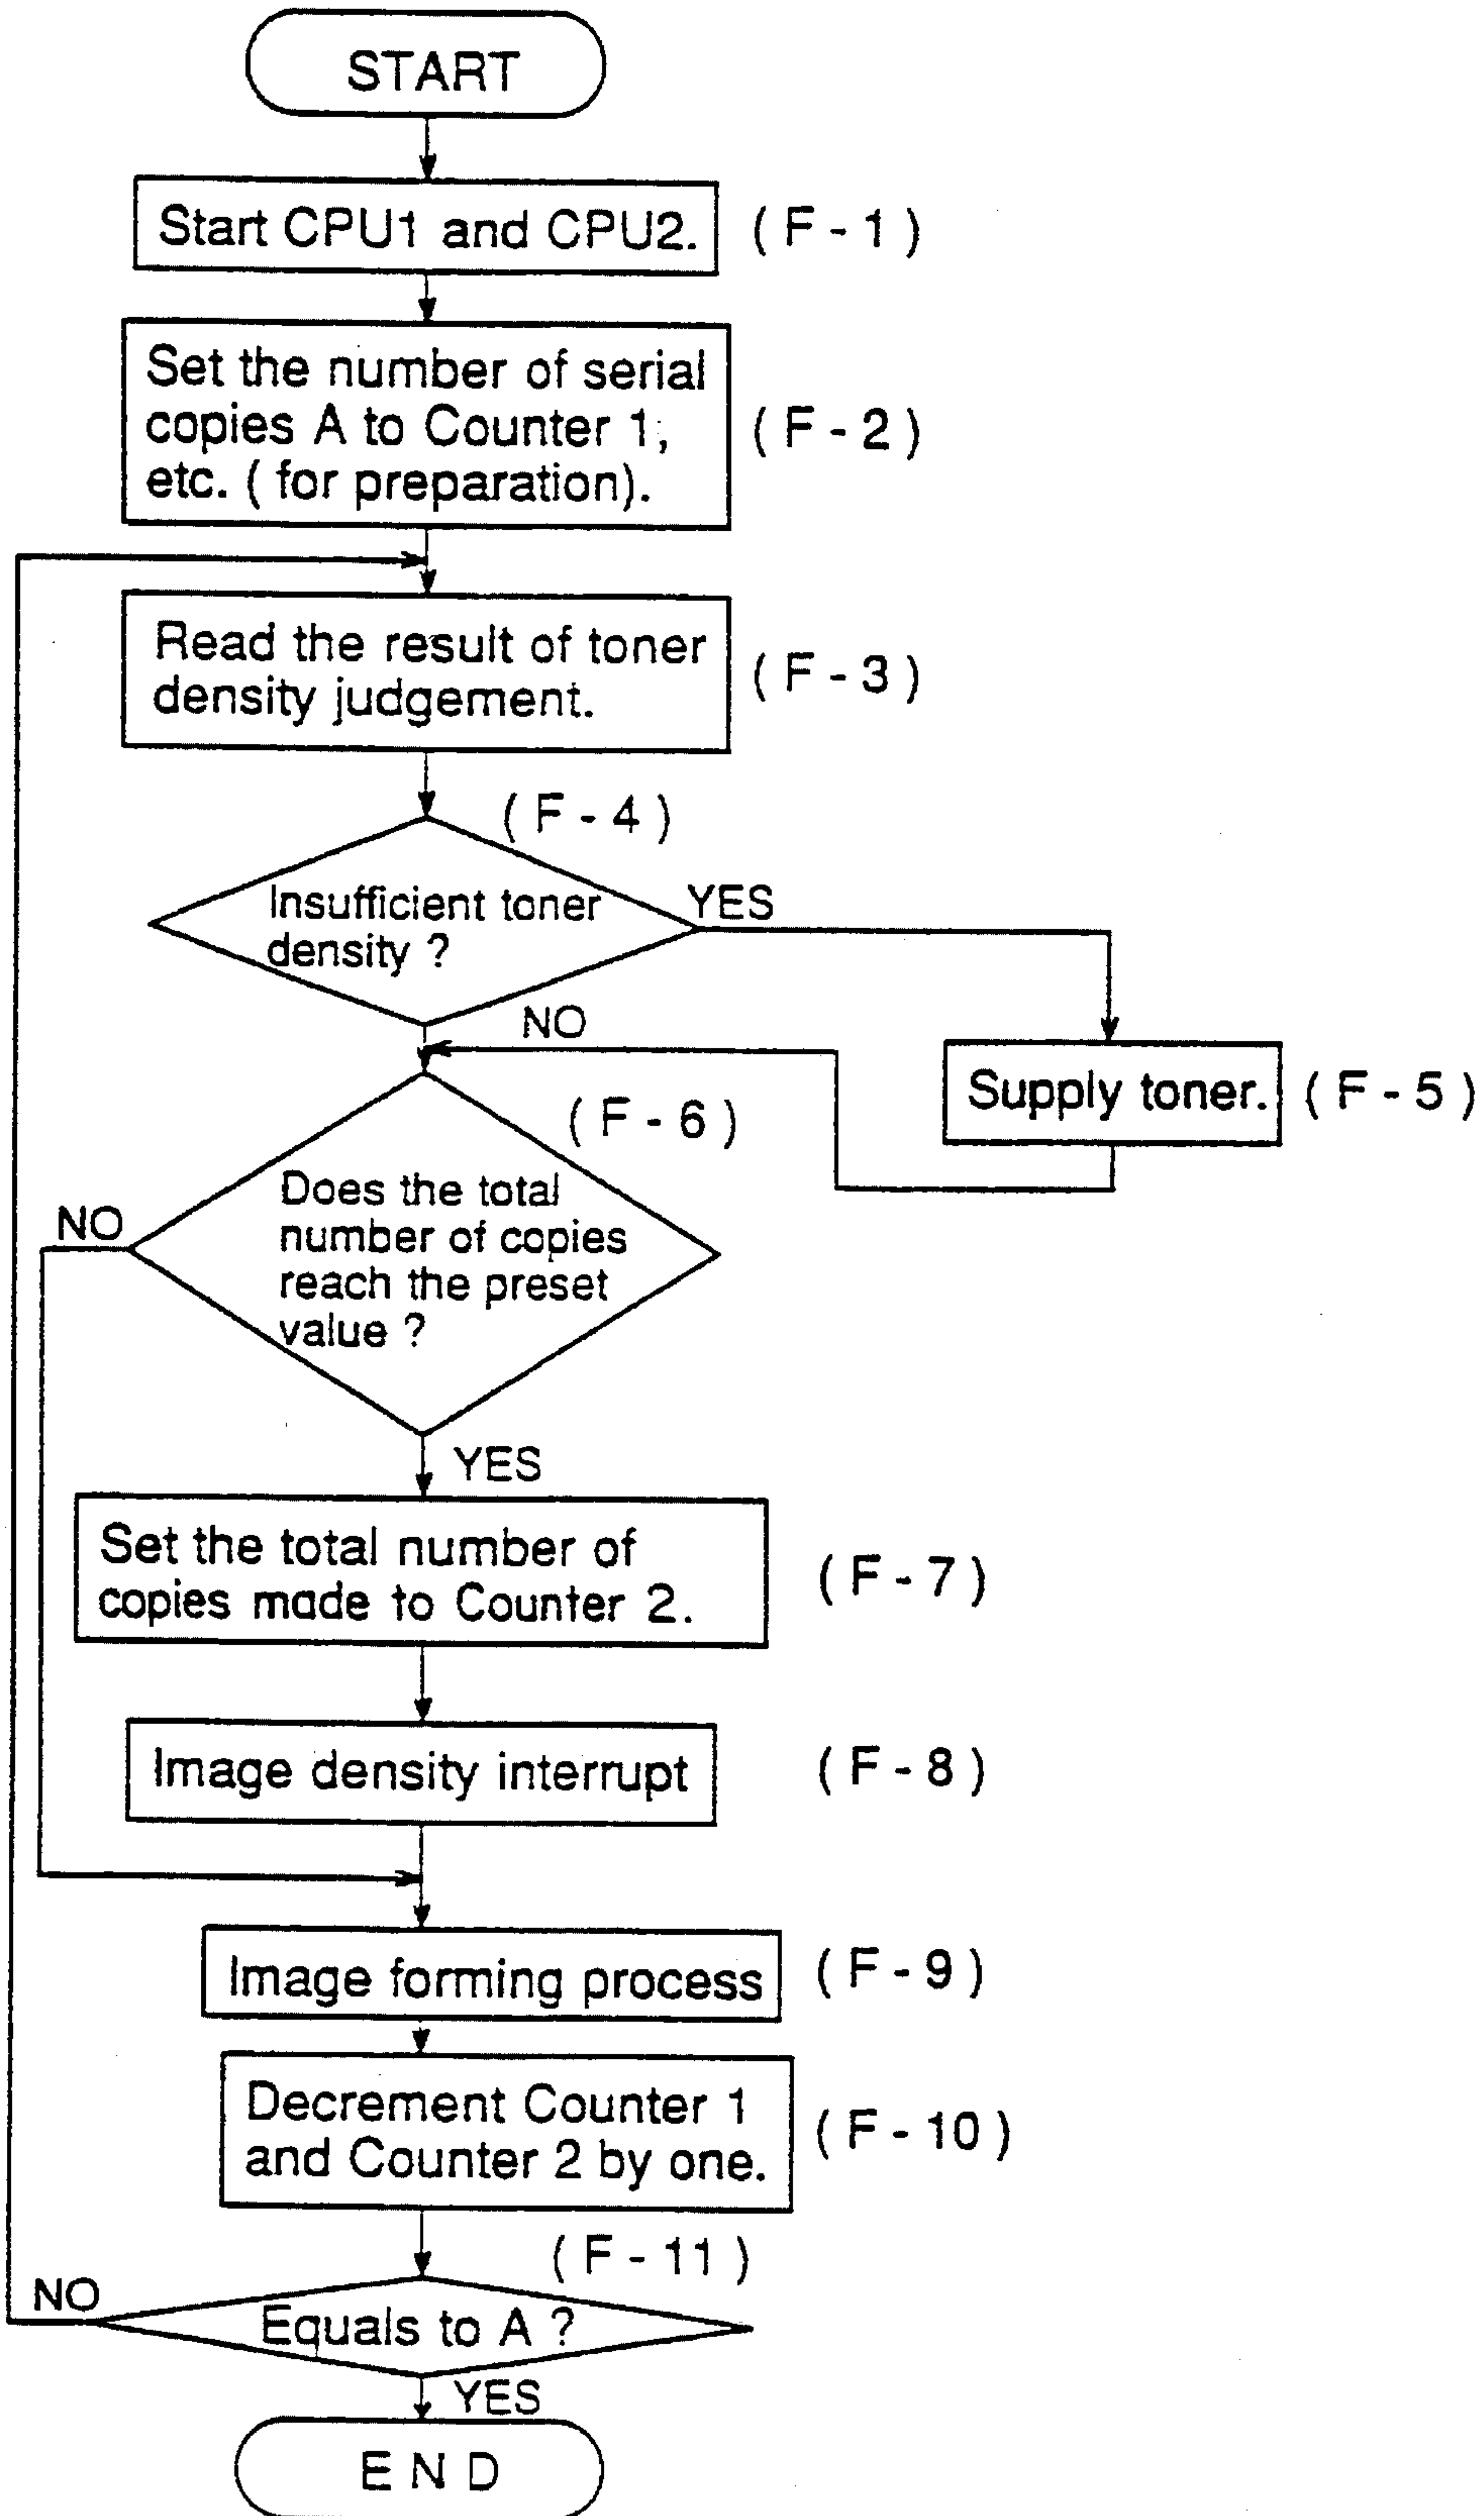 START
Start CPU1 and CPU2.
( F - 1 )
Set the number of serial
copies A to Counter 1,
etc. ( for preparation).
( F - 2 )
Read the result of toner
density judgement.
( F - 3 )
( F - 4 )
Insufficient toner
density ?
YES
NO
Supply toner.
( F - 5 )
( F - 6 )
Does the total
number of copies
reach the preset
value ?
NO
YES
Set the total number of
copies made to Counter 2.
( F - 7 )
Image density interrupt
( F - 8 )
Image forming process
( F - 9 )
Decrement Counter 1
and Counter 2 by one.
( F - 10 )
( F - 11 )
NO
Equals to A ?
YES
E N D